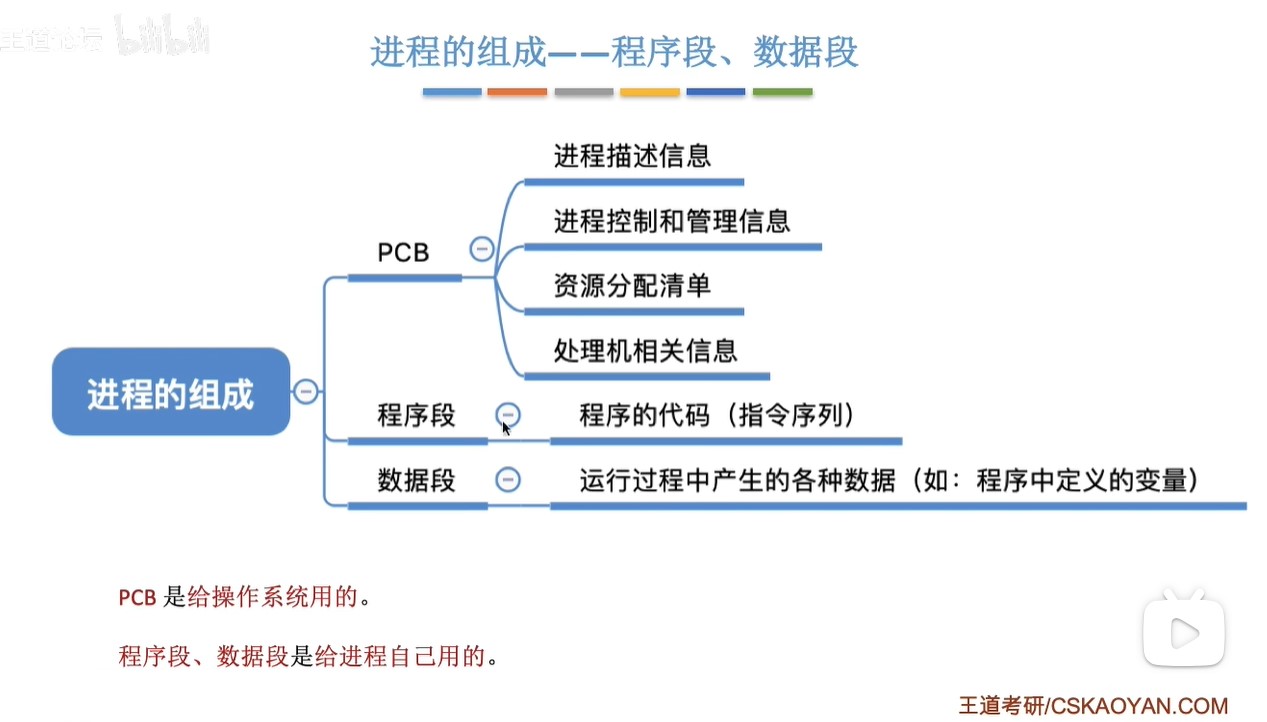 王道论坛 bilibili
进程的组成——程序段、数据段
进程描述信息
进程控制和管理信息
PCB
资源分配清单
处理机相关信息
进程的组成
程序段
程序的代码（指令序列）
数据段
运行过程中产生的各种数据（如：程序中定义的变量）
PCB 是给操作系统用的。
程序段、数据段是给进程自己用的。
王道考研/CSKAOYAN.COM